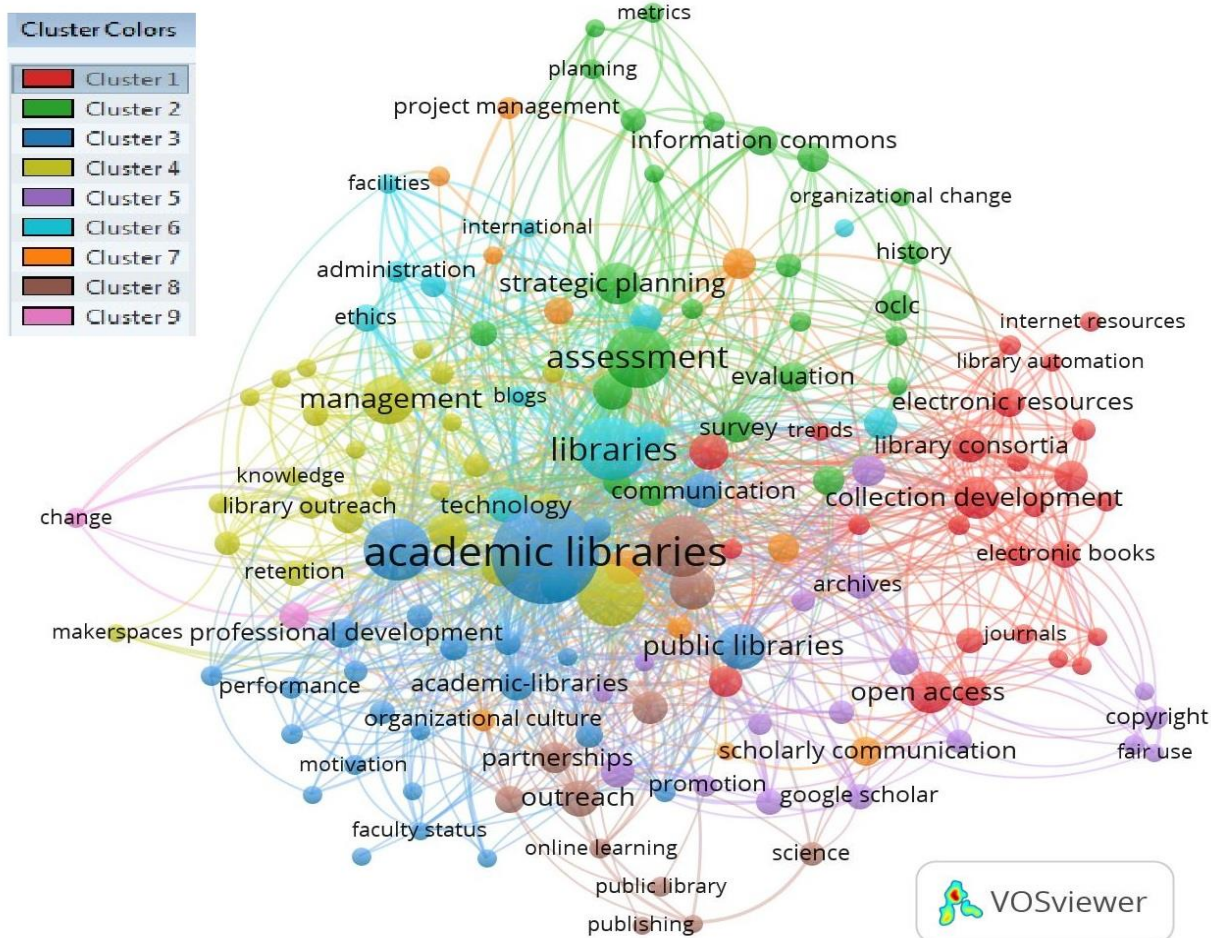 Cluster Colors
Cluster 1
Cluster 2
Cluster 3
Cluster 4
Cluster 5
Cluster 6
Cluster 7
Cluster 8
Cluster 9
metrics
planning
project management
information commons
facilities
organizational change
international
history
administration
strategic planning
ethics
oclc
internet resources
assessment
library automation
evaluation
management
blogs
electronic resources
survey
trends
libraries
library consortia
knowledge
communication
collection development
library outreach
technology
change
academic libraries
electronic books
retention
archives
makerspaces
professional development
public libraries
journals
performance
academic-libraries
open access
organizational culture
copyright
partnerships
scholarly communication
fair use
motivation
promotion
outreach
google scholar
faculty status
online learning
science
public library
publishing
VOSviewer